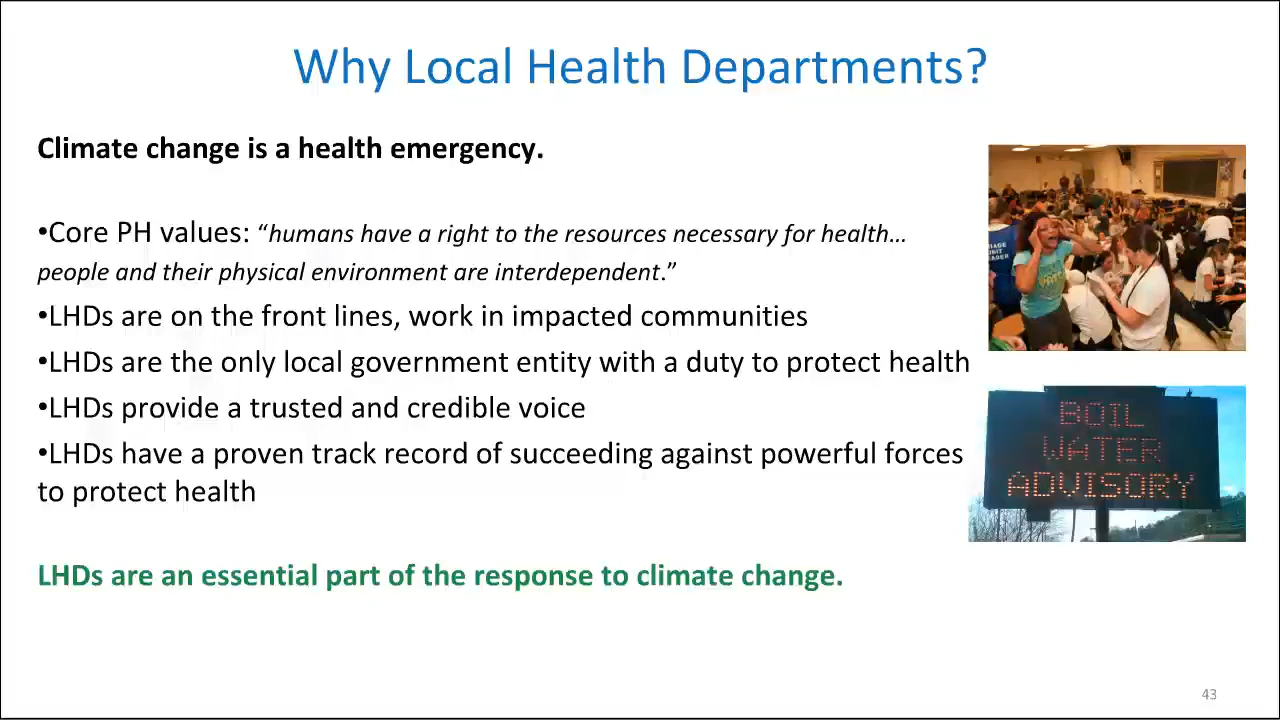 Why Local Health Departments?
Climate change is a health emergency.
•Core PH values: “humans have a right to the resources necessary for health…
people and their physical environment are interdependent.”
•LHDs are on the front lines, work in impacted communities
•LHDs are the only local government entity with a duty to protect health
•LHDs provide a trusted and credible voice
•LHDs have a proven track record of succeeding against powerful forces
to protect health
LHDs are an essential part of the response to climate change.
BOIL
WATER
ADVISORY
43